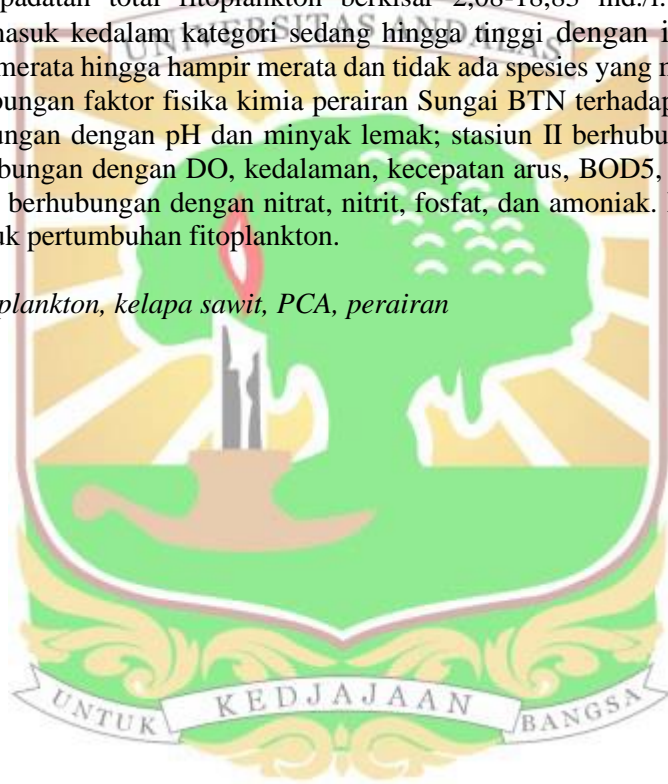 padatan total fitoplankton berkisar 2,08-18,83 ind./l.
masuk kedalam kategori sedang hingga tinggi dengan i
merata hingga hampir merata dan tidak ada spesies yang
bungan faktor fisika kimia perairan Sungai BTN terhadap
ungan dengan pH dan minyak lemak; stasiun II berhubu
bungan dengan DO, kedalaman, kecepatan arus, BOD5,
berhubungan dengan nitrat, nitrit, fosfat, dan amoniak.
uk pertumbuhan fitoplankton.
plankton, kelapa sawit, PCA, perairan
UNIVERSITAS ANDALAS
UNTUK KEDJAJAAN BANGSA